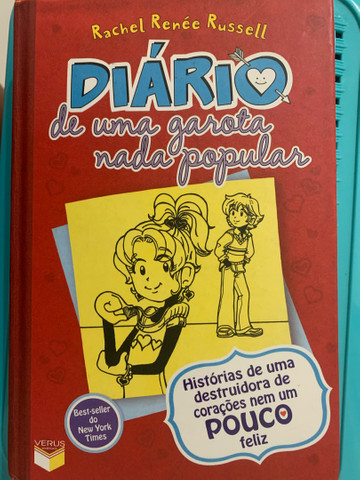 Rachel Renée Russell
DIÁRIO
de uma garota
nada popular
Histórias de uma
destruidora de
corações nem um
POUCO
feliz
Best-seller
do
New York
Times
VERUS